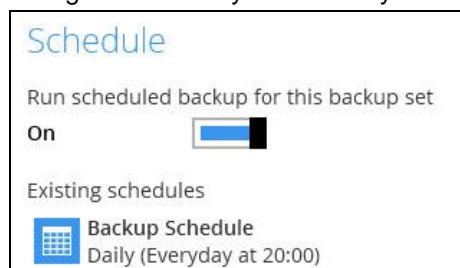 Schedule
Run scheduled backup for this backup set
On
Existing schedules
Backup Schedule
Daily (Everyday at 20:00)